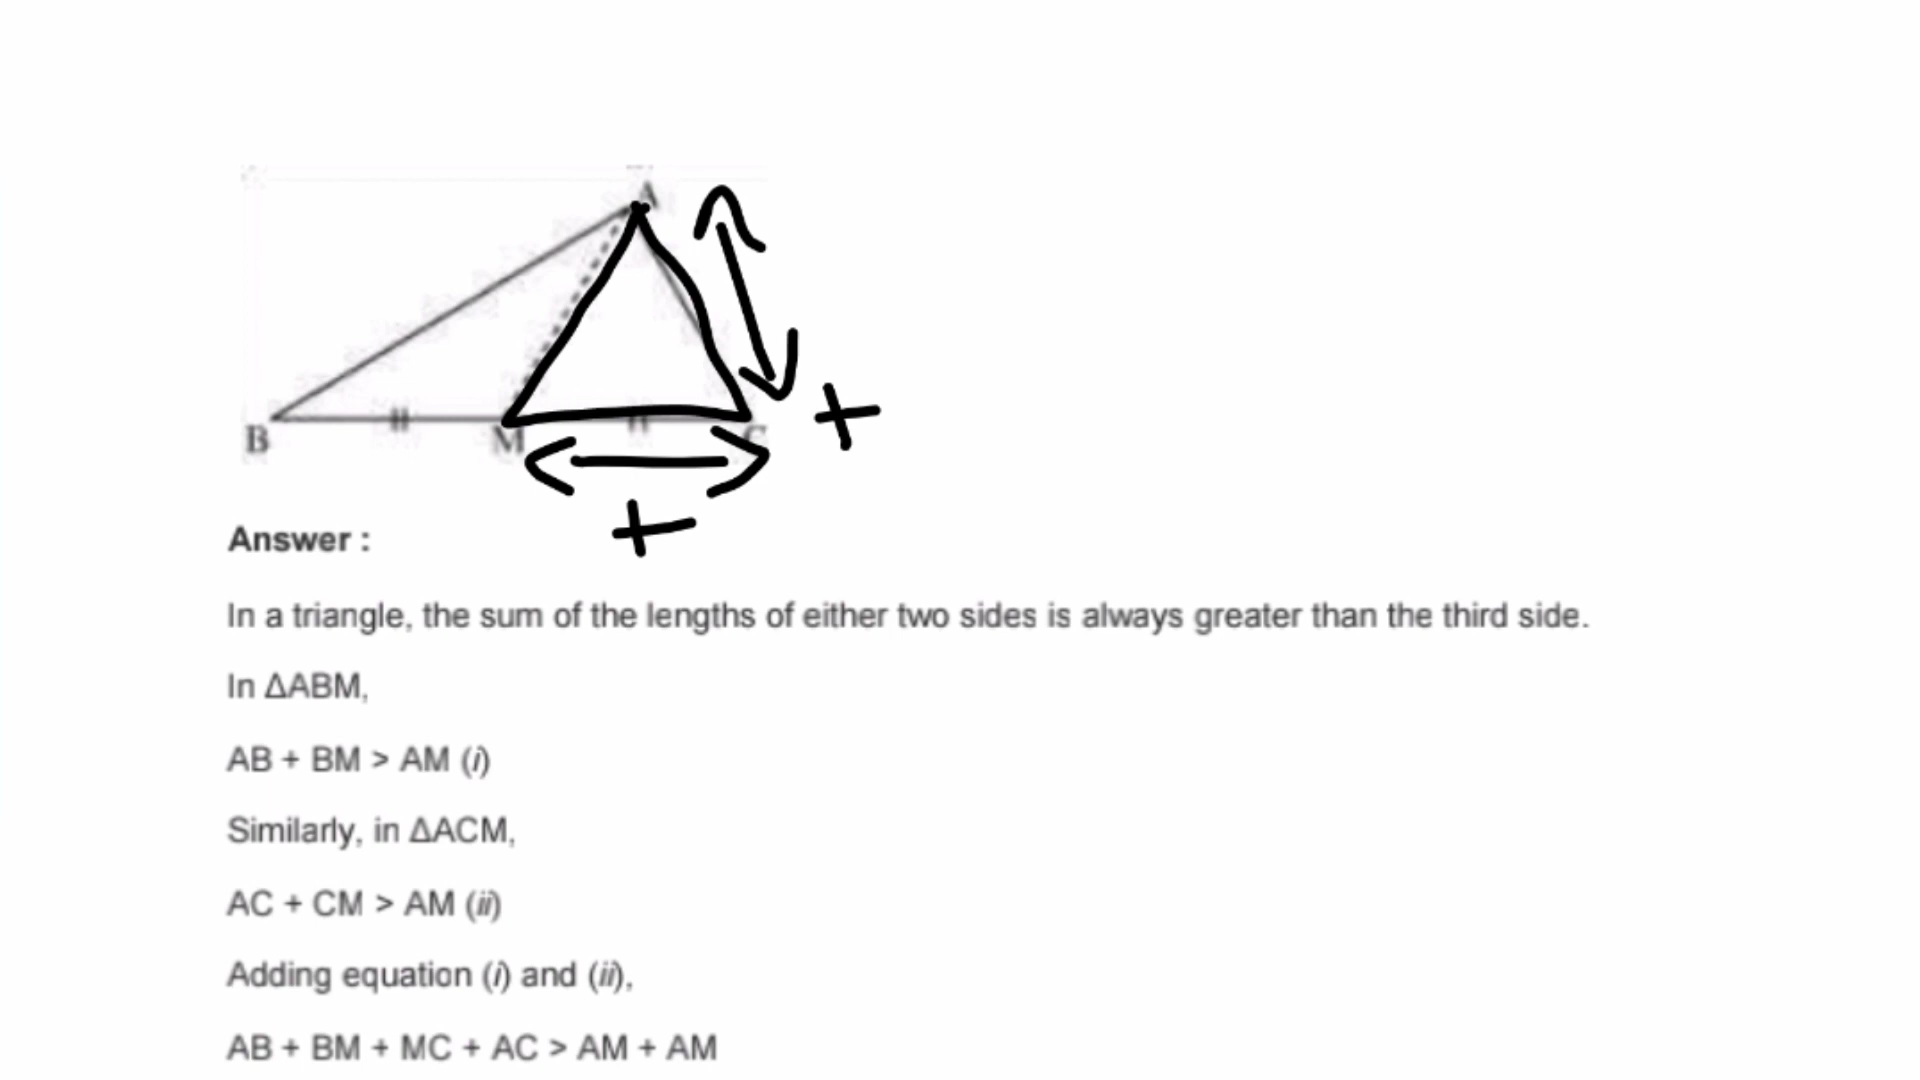 A
B M C
+
+
Answer :
In a triangle, the sum of the lengths of either two sides is always greater than the third side.
In ΔABM,
AB + BM > AM (i)
Similarly, in ΔACM,
AC + CM > AM (ii)
Adding equation (i) and (ii),
AB + BM + MC + AC > AM + AM